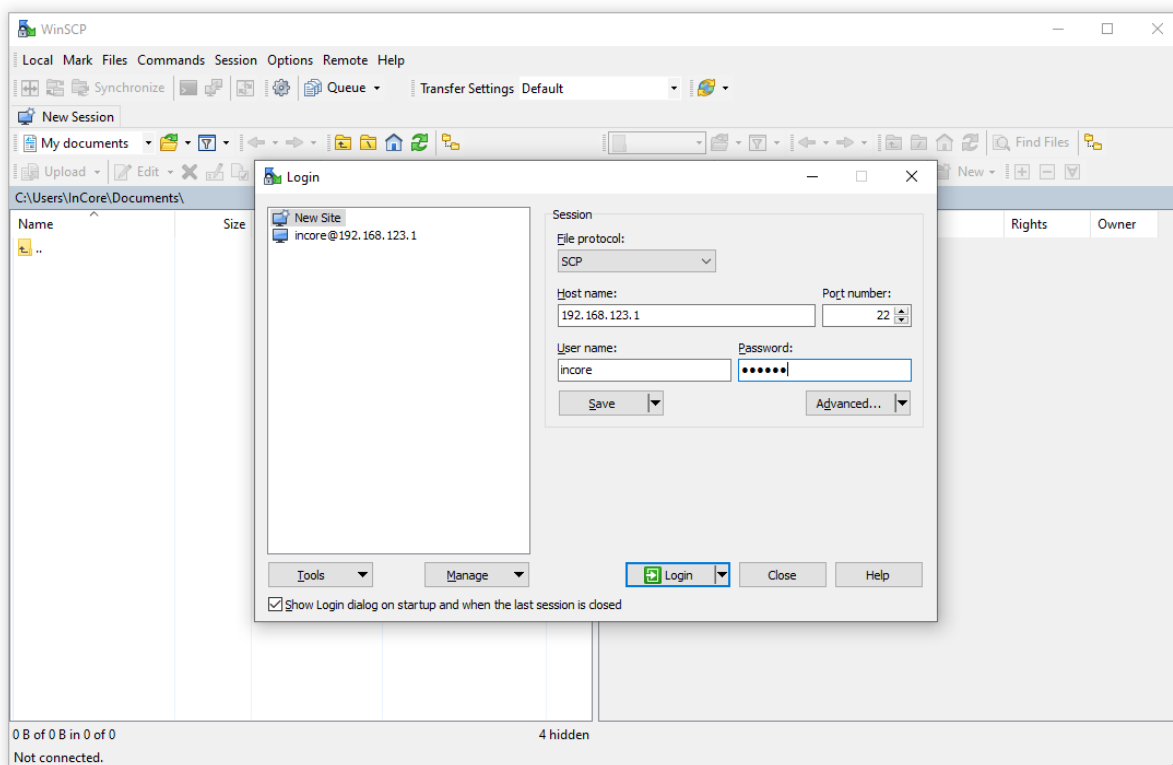 WinSCP
Local Mark Files Commands Session Options Remote Help
Synchronize Queue Transfer Settings Default
New Session
My documents Find Files
Upload Edit New
C:\Users\InCore\Documents\
Name Size Rights Owner
..
Login
New Site
incore@192.168.123.1
Session
File protocol:
SCP
Host name: Port number:
192.168.123.1 22
User name: Password:
incore ••••••
Save Advanced...
Tools Manage Login Close Help
Show Login dialog on startup and when the last session is closed
0 B of 0 B in 0 of 0 4 hidden
Not connected.